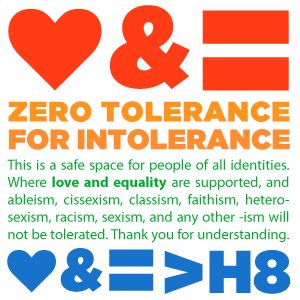 ♥&=
ZERO TOLERANCE
FOR INTOLERANCE
This is a safe space for people of all identities.
Where love and equality are supported, and
ableism, cissexism, classism, faithism, hetero-
sexism, racism, sexism, and any other -ism will
not be tolerated. Thank you for understanding.
♥&=>H8